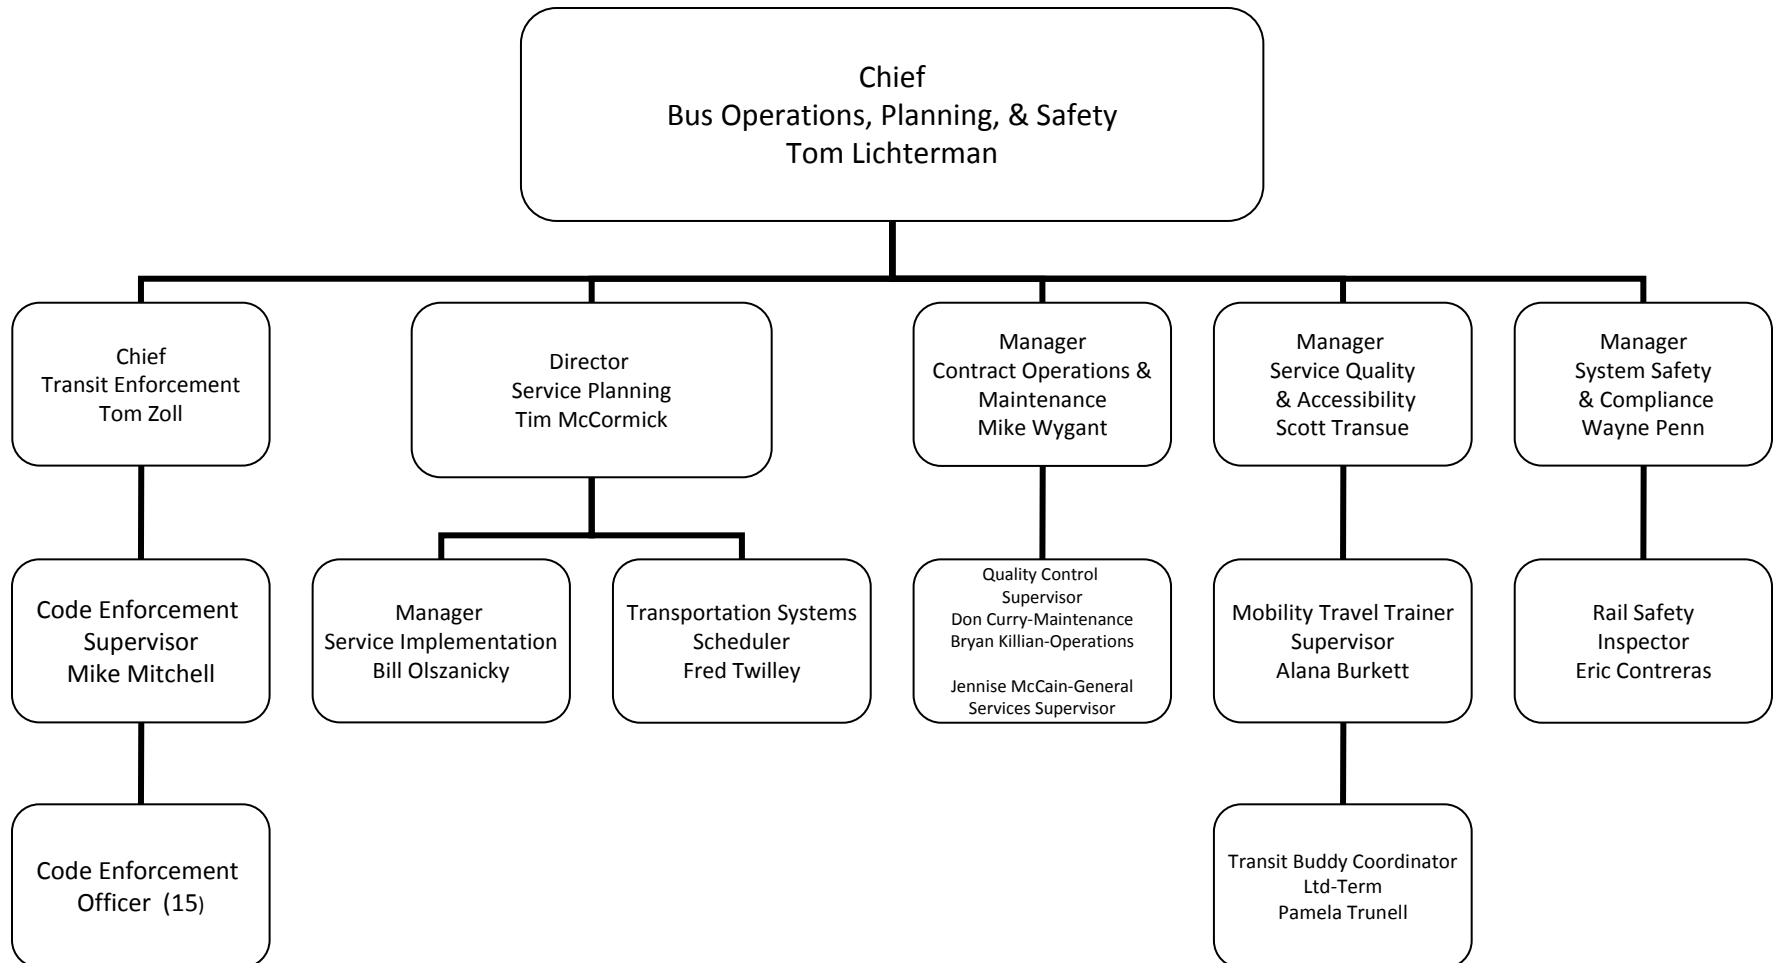 Chief
Bus Operations, Planning, & Safety
Tom Lichterman
Chief
Transit Enforcement
Tom Zoll
Director
Service Planning
Tim McCormick
Manager
Contract Operations &
Maintenance
Mike Wygant
Manager
Service Quality
& Accessibility
Scott Transue
Manager
System Safety
& Compliance
Wayne Penn
Code Enforcement
Supervisor
Mike Mitchell
Manager
Service Implementation
Bill Olszanicky
Transportation Systems
Scheduler
Fred Twilley
Quality Control
Supervisor
Don Curry-Maintenance
Bryan Killian-Operations
Jennise McCain-General
Services Supervisor
Mobility Travel Trainer
Supervisor
Alana Burkett
Rail Safety
Inspector
Eric Contreras
Code Enforcement
Officer (15)
Transit Buddy Coordinator
Ltd-Term
Pamela Trunell